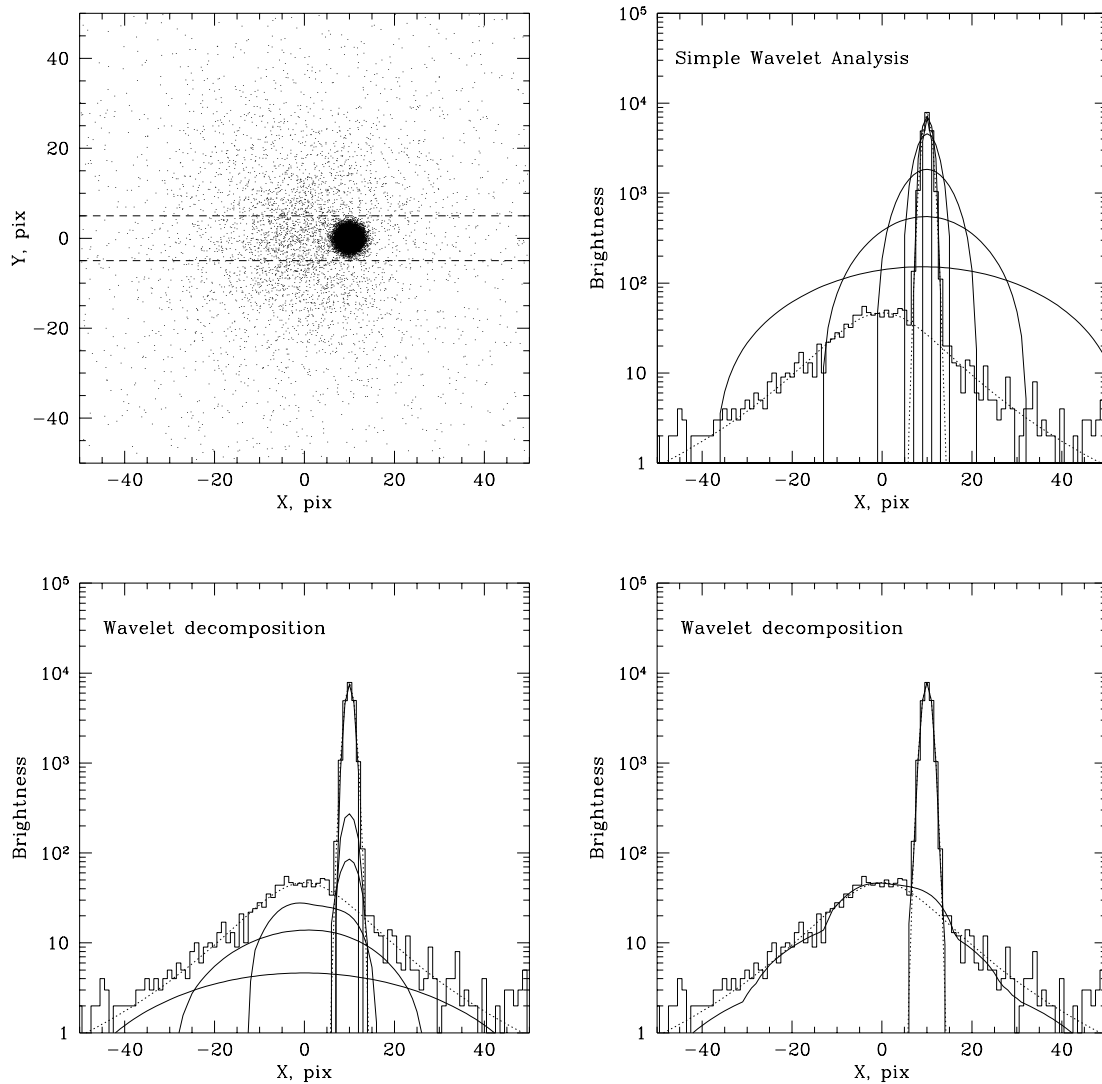 40
20
0
−20
−40
Y, pix
−40 −20 0 20 40
X, pix
Simple Wavelet Analysis
10⁵
10⁴
10³
10²
10
1
Brightness
−40 −20 0 20 40
X, pix
Wavelet decomposition
10⁵
10⁴
10³
10²
10
1
Brightness
−40 −20 0 20 40
X, pix
Wavelet decomposition
10⁵
10⁴
10³
10²
10
1
Brightness
−40 −20 0 20 40
X, pix